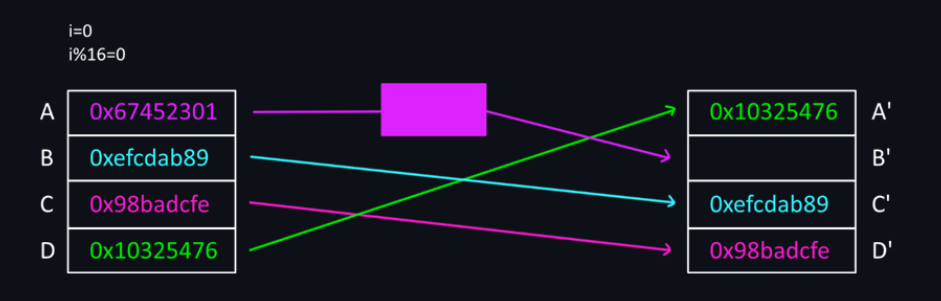 i=0
i%16=0
A 0x67452301 0x10325476 A'
B 0xefcdab89 B'
C 0x98badcfe 0xefcdab89 C'
D 0x10325476 0x98badcfe D'